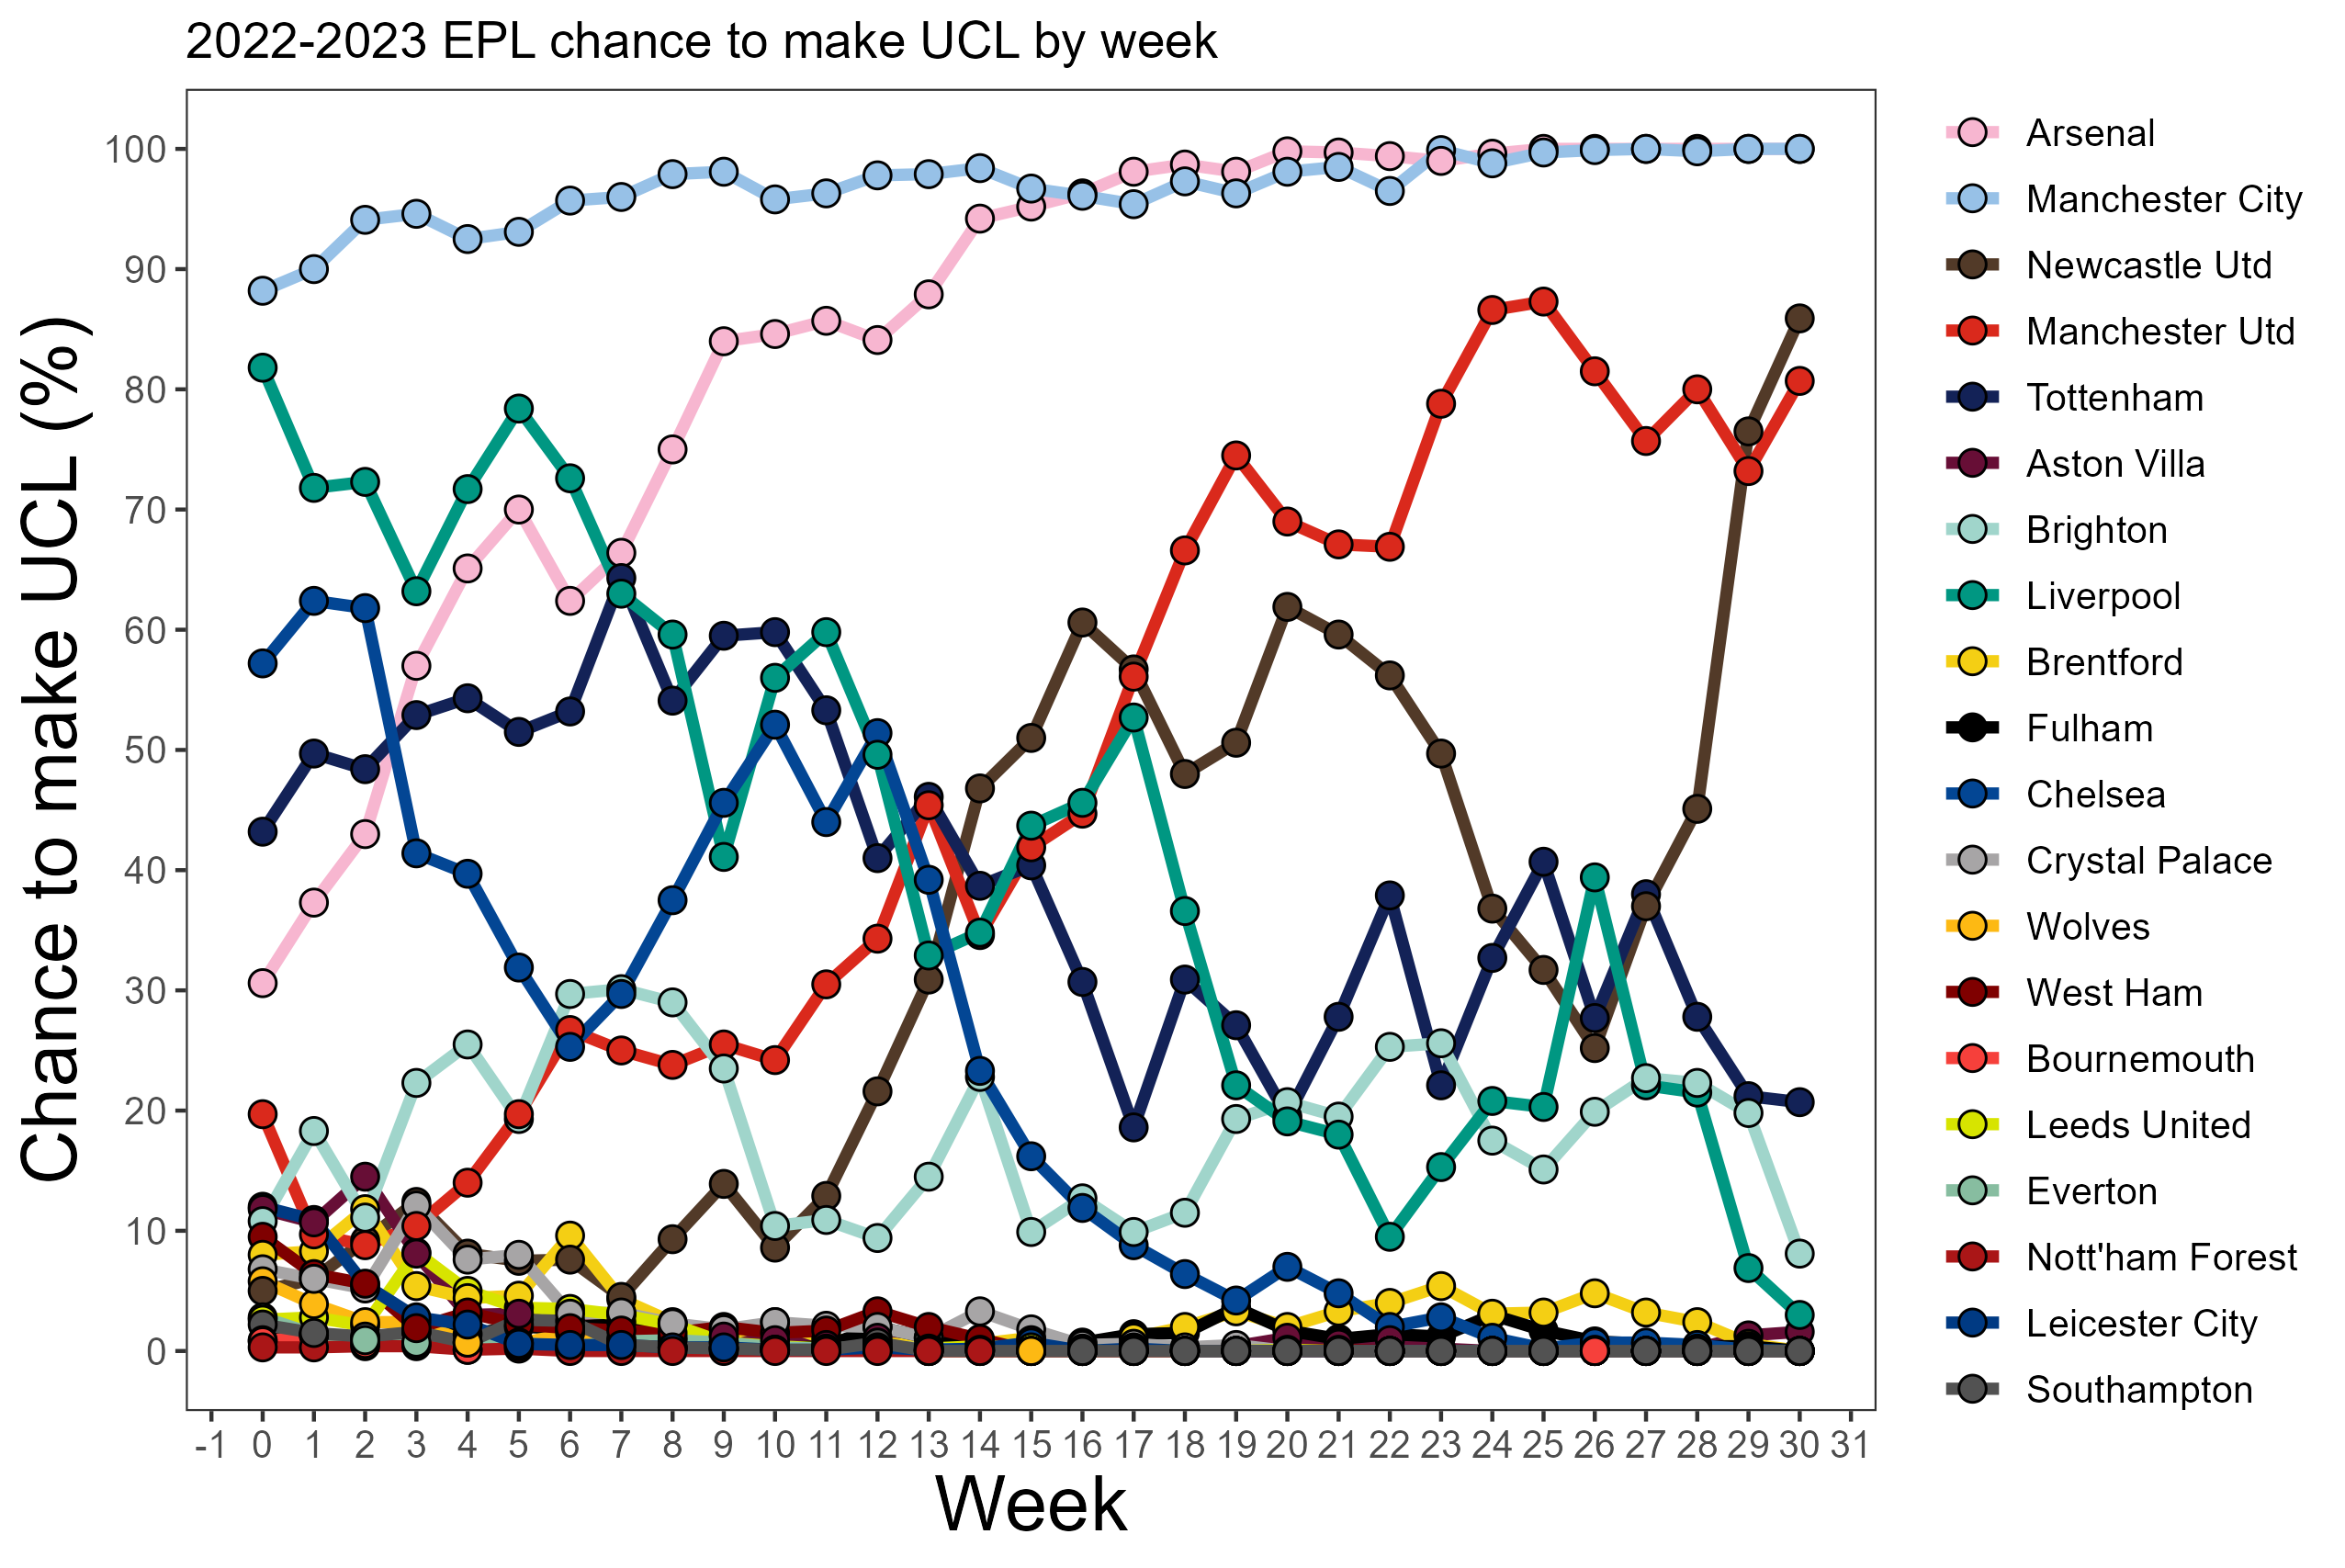 2022-2023 EPL chance to make UCL by week
Chance to make UCL (%)
100
90
80
70
60
50
40
30
20
10
0
-1 0 1 2 3 4 5 6 7 8 9 10 11 12 13 14 15 16 17 18 19 20 21 22 23 24 25 26 27 28 29 30 31
Week
Arsenal
Manchester City
Newcastle Utd
Manchester Utd
Tottenham
Aston Villa
Brighton
Liverpool
Brentford
Fulham
Chelsea
Crystal Palace
Wolves
West Ham
Bournemouth
Leeds United
Everton
Nott'ham Forest
Leicester City
Southampton